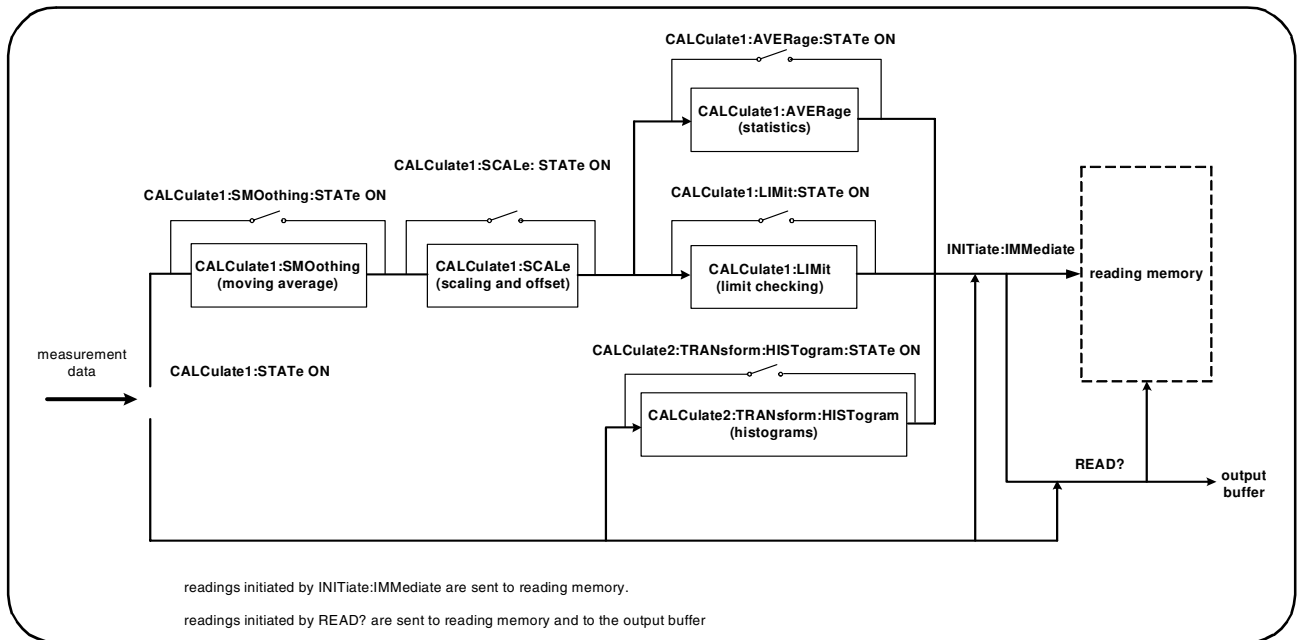 CALCulate1:AVERage:STATe ON
CALCulate1:AVERage
(statistics)
CALCulate1:SCALe: STATe ON
CALCulate1:SMOothing:STATe ON
CALCulate1:LIMit:STATe ON
INITiate:IMMediate
CALCulate1:SMOothing
(moving average)
CALCulate1:SCALe
(scaling and offset)
CALCulate1:LIMit
(limit checking)
reading memory
measurement
data
CALCulate1:STATe ON
CALCulate2:TRANsform:HISTogram:STATe ON
CALCulate2:TRANsform:HISTogram
(histograms)
READ?
output
buffer
readings initiated by INITiate:IMMediate are sent to reading memory.
readings initiated by READ? are sent to reading memory and to the output buffer